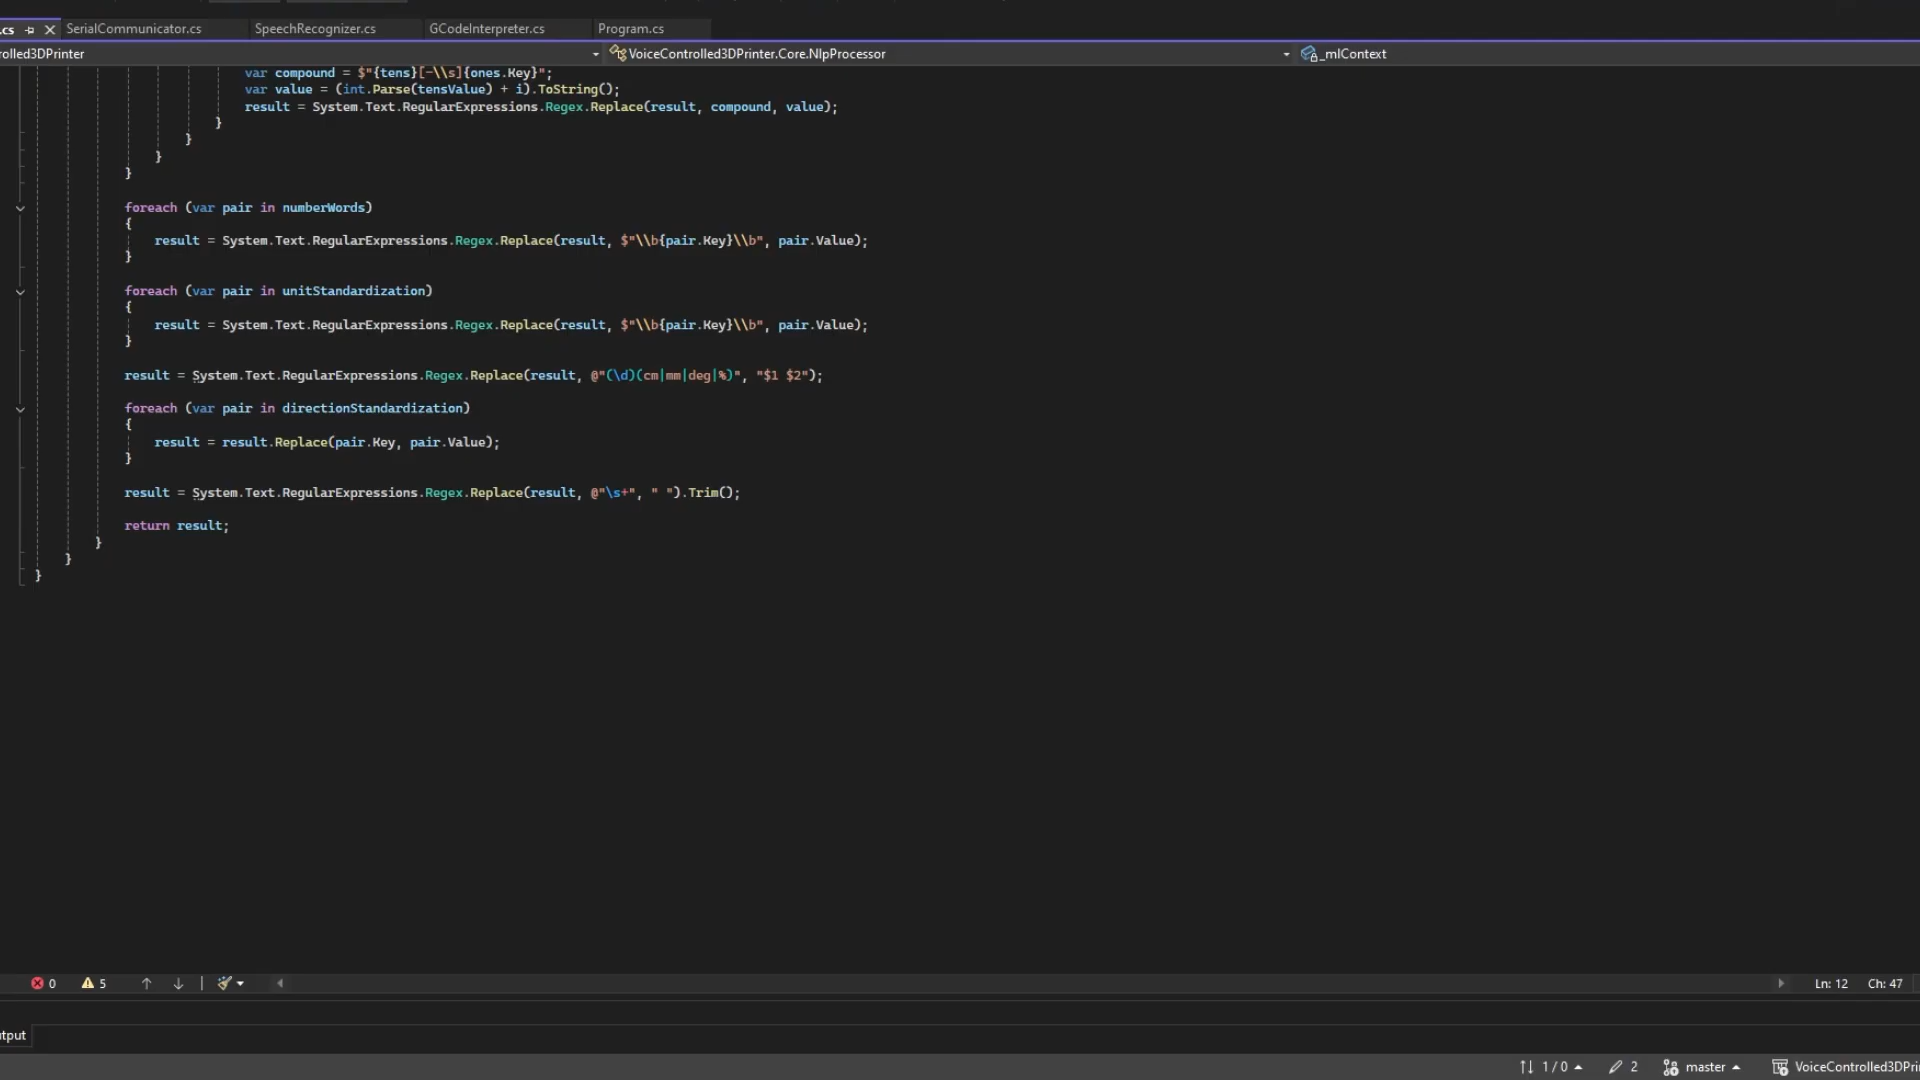 .cs SerialCommunicator.cs SpeechRecognizer.cs GCodeInterpreter.cs Program.cs
rolled3DPrinter VoiceControlled3DPrinter.Core.NlpProcessor _mlContext
var compound = $"{tens}[-\\s]{ones.Key}";
var value = (int.Parse(tensValue) + i).ToString();
result = System.Text.RegularExpressions.Regex.Replace(result, compound, value);
}
}
}
}
foreach (var pair in numberWords)
{
result = System.Text.RegularExpressions.Regex.Replace(result, $"\\b{pair.Key}\\b", pair.Value);
}
foreach (var pair in unitStandardization)
{
result = System.Text.RegularExpressions.Regex.Replace(result, $"\\b{pair.Key}\\b", pair.Value);
}
result = System.Text.RegularExpressions.Regex.Replace(result, @"(\d)(cm|mm|deg|%)", "$1 $2");
foreach (var pair in directionStandardization)
{
result = result.Replace(pair.Key, pair.Value);
}
result = System.Text.RegularExpressions.Regex.Replace(result, @"\s+", " ").Trim();
return result;
}
}
}
0 5 Ln: 12 Ch: 47
tput
1 / 0 2 master VoiceControlled3DPri